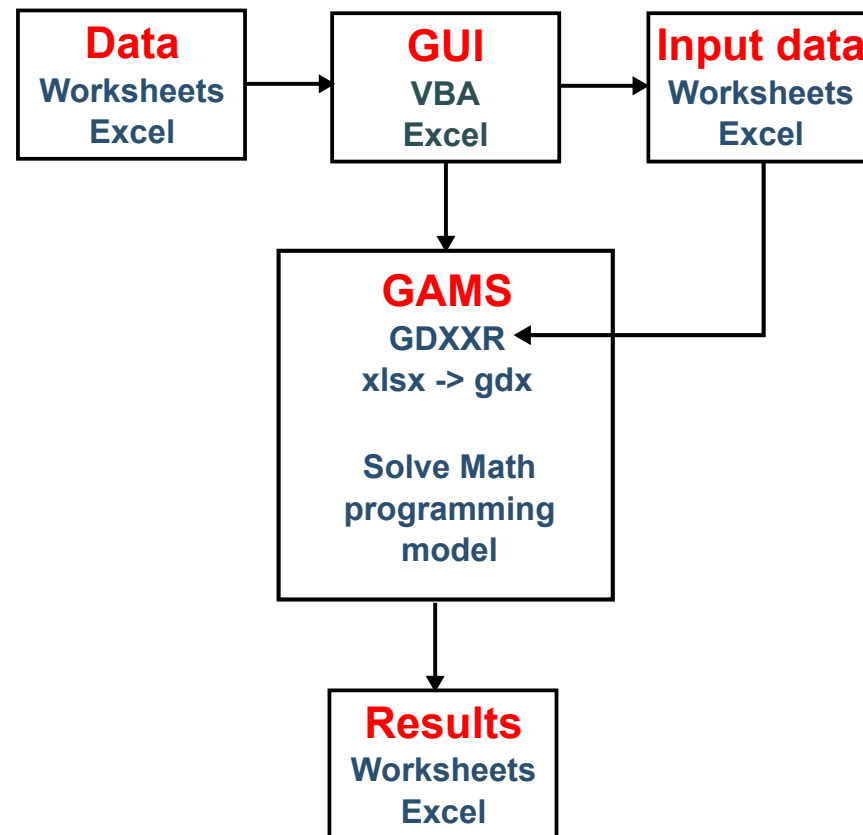 Data
Worksheets
Excel
GUI
VBA
Excel
Input data
Worksheets
Excel
GAMS
GDXXR
xlsx -> gdx
Solve Math
programming
model
Results
Worksheets
Excel